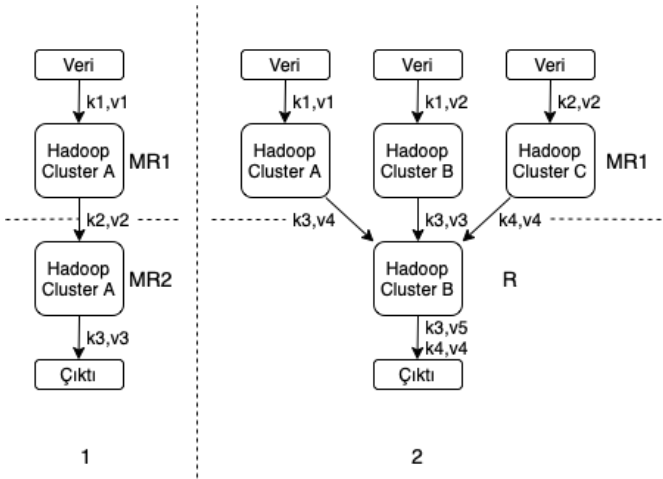 Veri
k1,v1
Hadoop
Cluster A
MR1
k2,v2
Hadoop
Cluster A
MR2
k3,v3
Çıktı
1
Veri
Veri
Veri
k1,v1
k1,v2
k2,v2
Hadoop
Cluster A
Hadoop
Cluster B
Hadoop
Cluster C
MR1
k3,v4
k3,v3
k4,v4
Hadoop
Cluster B
R
k3,v5
k4,v4
Çıktı
2